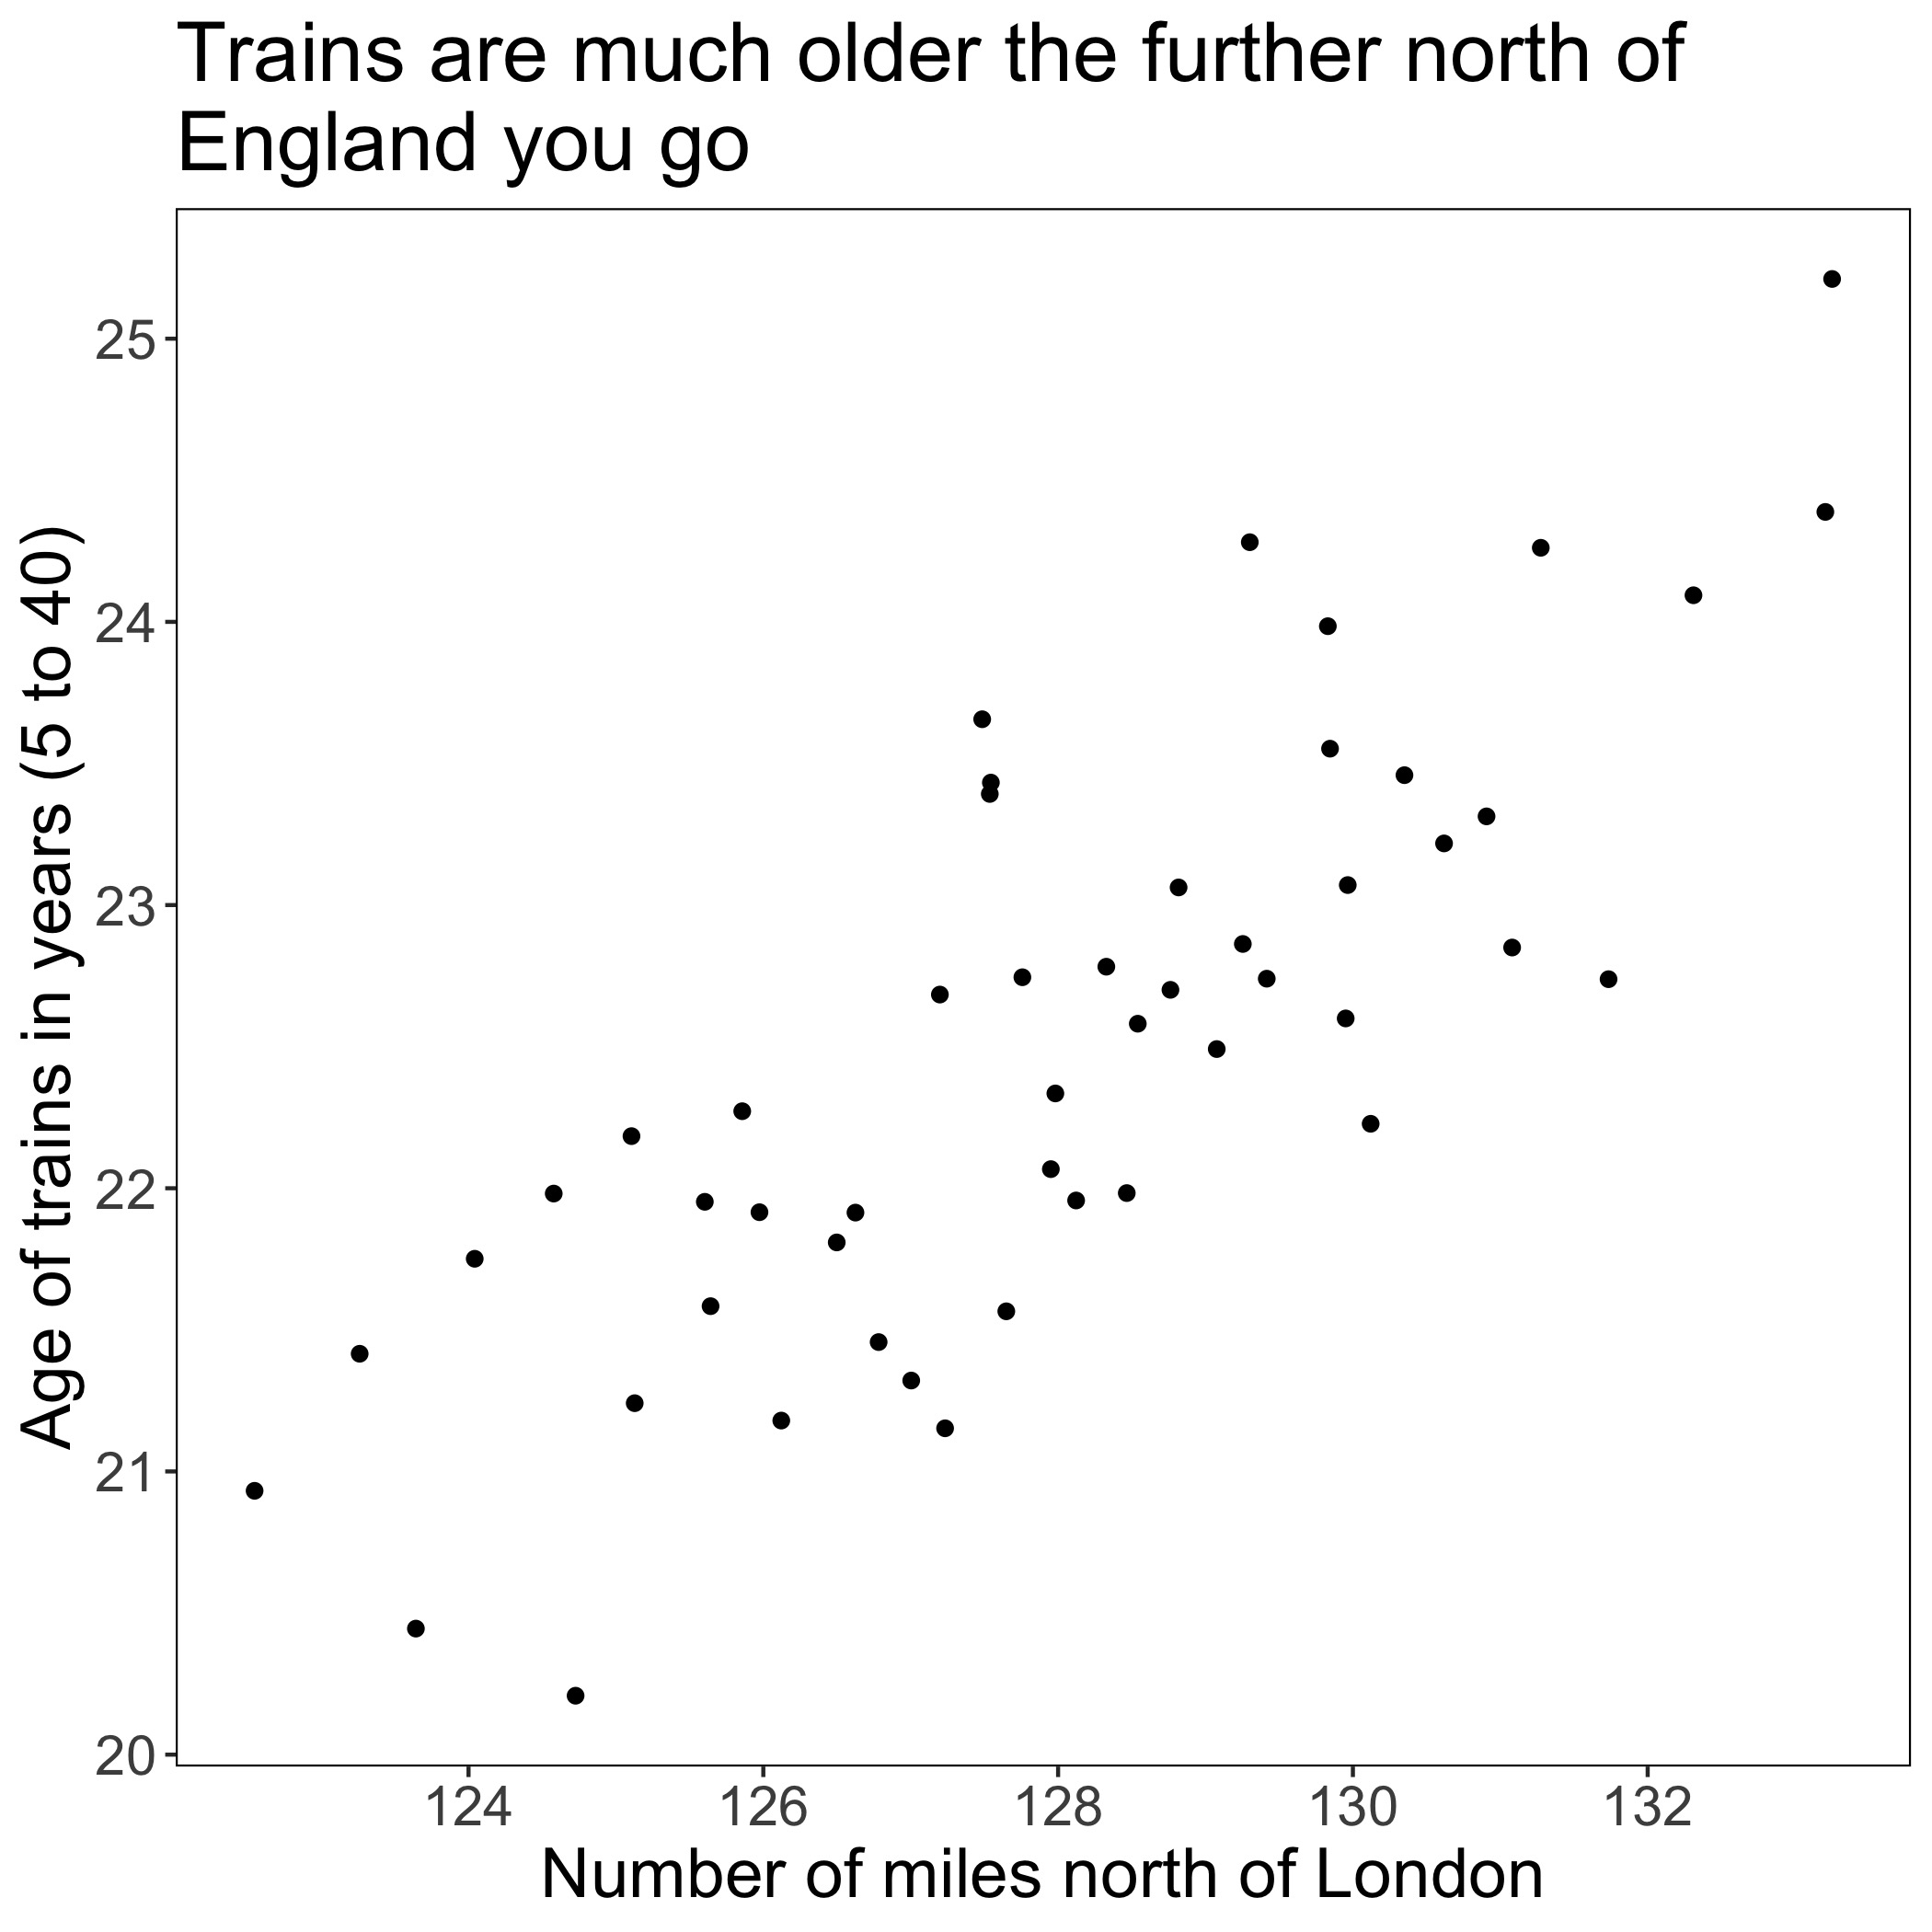 Trains are much older the further north of
England you go
Age of trains in years (5 to 40)
25
24
23
22
21
20
124 126 128 130 132
Number of miles north of London